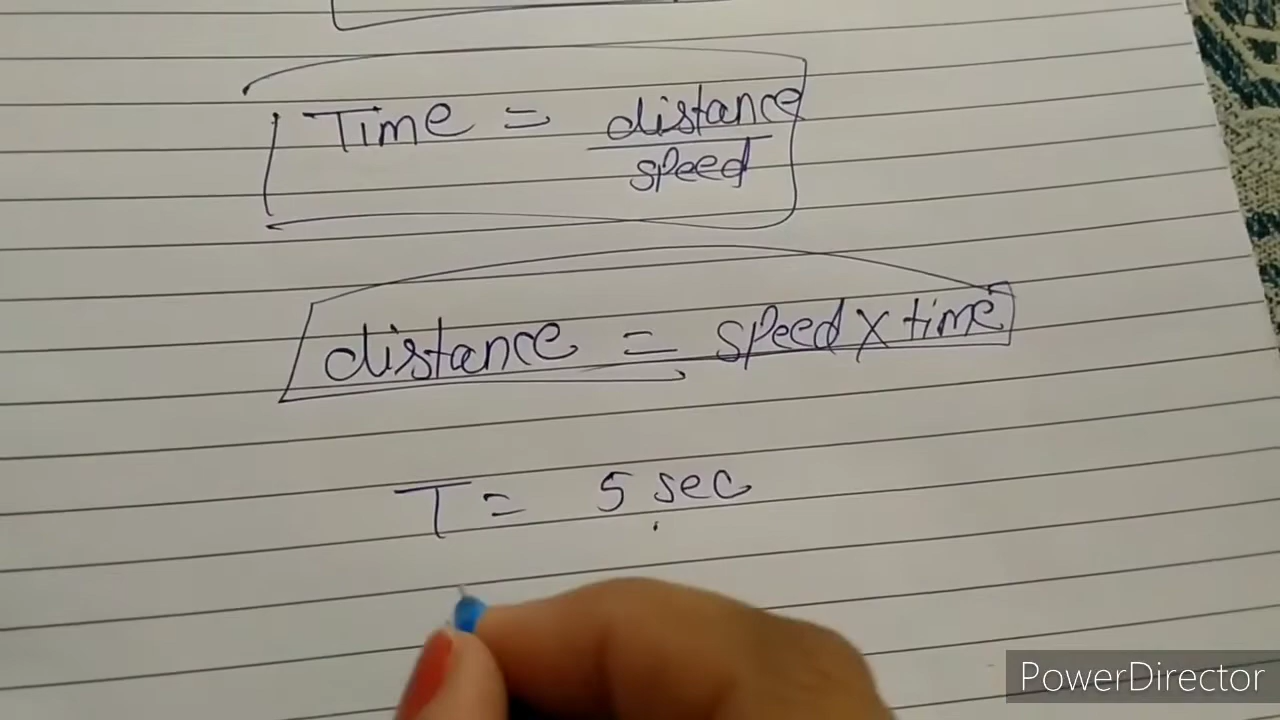 Time = distance
speed
distance = speed x time
T = 5 sec
PowerDirector